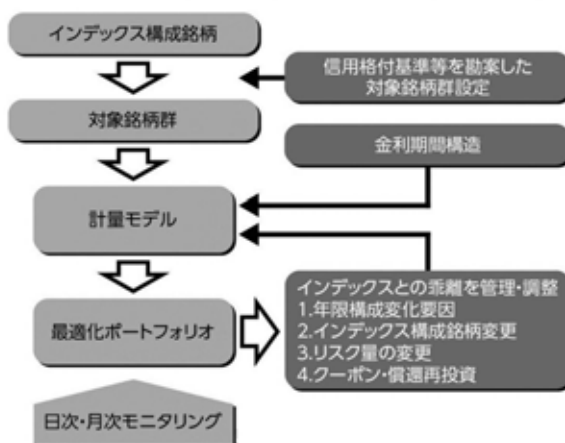 インデックス構成銘柄
信用格付基準等を勘案した
対象銘柄群設定
対象銘柄群
金利期間構造
計量モデル
最適化ポートフォリオ
インデックスとの乖離を管理・調整
1.年限構成変化要因
2.インデックス構成銘柄変更
3.リスク量の変更
4.クーポン・償還再投資
日次・月次モニタリング